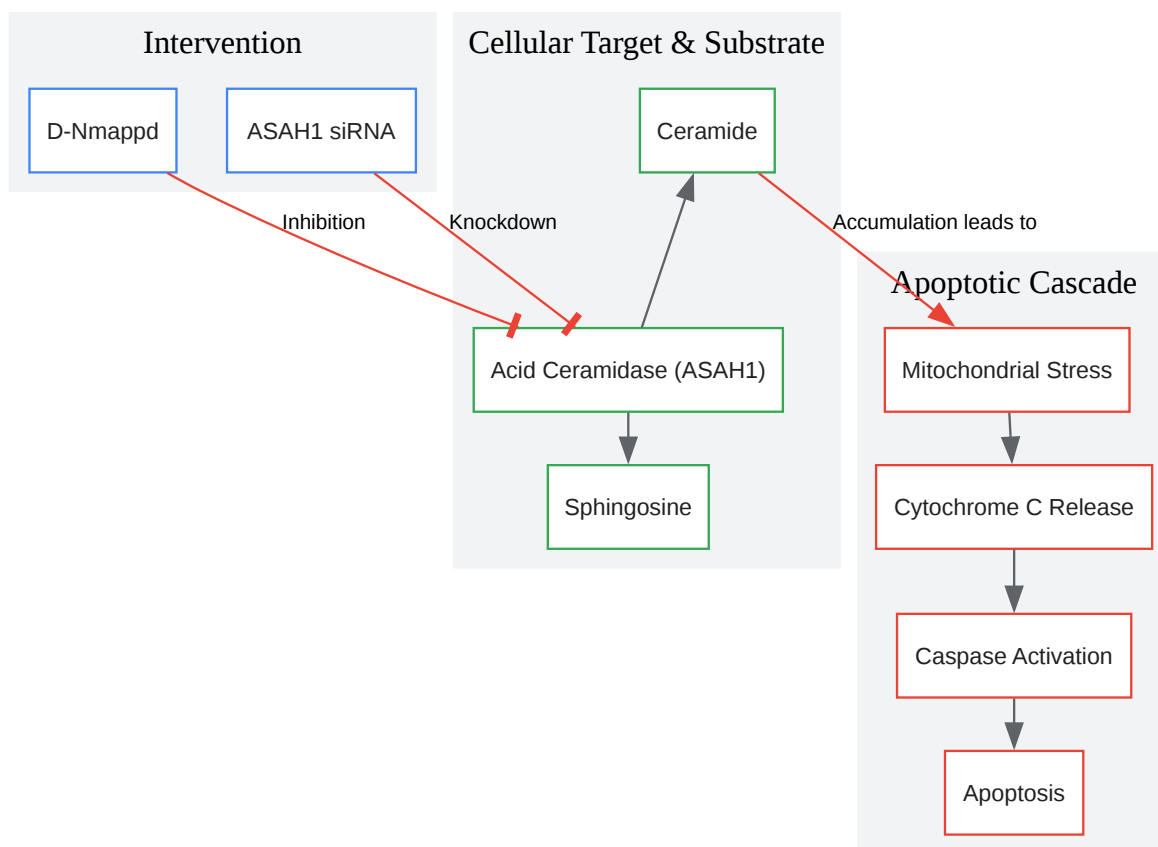 Intervention
Cellular Target & Substrate
D-Nmappd
ASAH1 siRNA
Ceramide
Inhibition
Knockdown
Accumulation leads to
Apoptotic Cascade
Acid Ceramidase (ASAH1)
Mitochondrial Stress
Sphingosine
Cytochrome C Release
Caspase Activation
Apoptosis